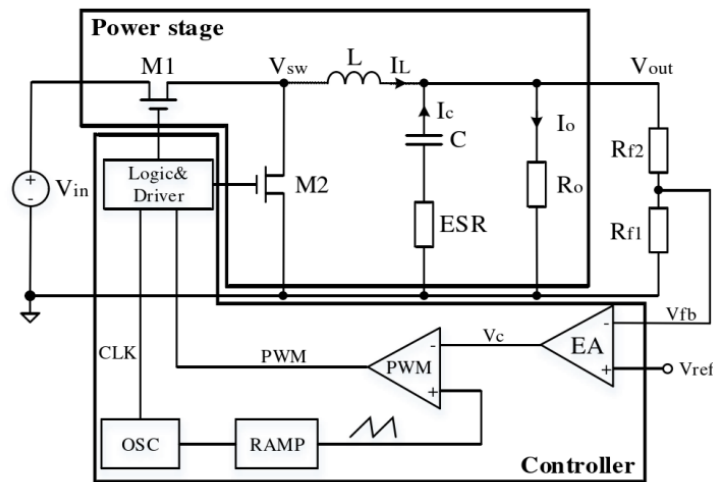 Power stage
M1
Vsw
L
IL
Vout
Ic
Io
C
Rf2
Vin
+
-
Logic&
Driver
M2
ESR
Ro
Rf1
Vfb
CLK
PWM
-
PWM
+
Vc
-
EA
+
Vref
OSC
RAMP
Controller